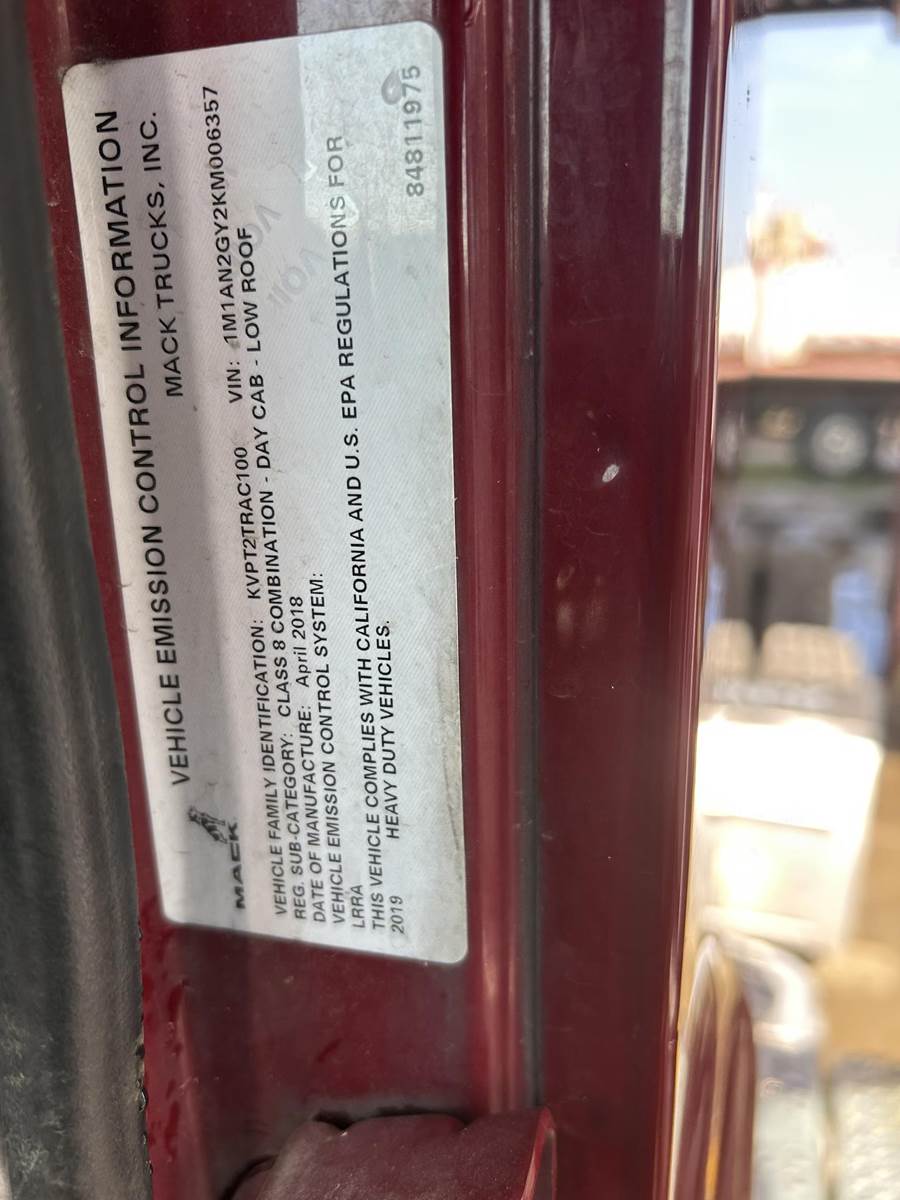 VEHICLE EMISSION CONTROL INFORMATION
MACK TRUCKS, INC.
MACK
VEHICLE FAMILY IDENTIFICATION: KVPT2TRAC100 VIN: 1M1AN2GY2KM006357
REG. SUB-CATEGORY: CLASS 8 COMBINATION - DAY CAB - LOW ROOF
DATE OF MANUFACTURE: April 2018
VEHICLE EMISSION CONTROL SYSTEM:
LRRA
THIS VEHICLE COMPLIES WITH CALIFORNIA AND U.S. EPA REGULATIONS FOR
2019 HEAVY DUTY VEHICLES.
84811975